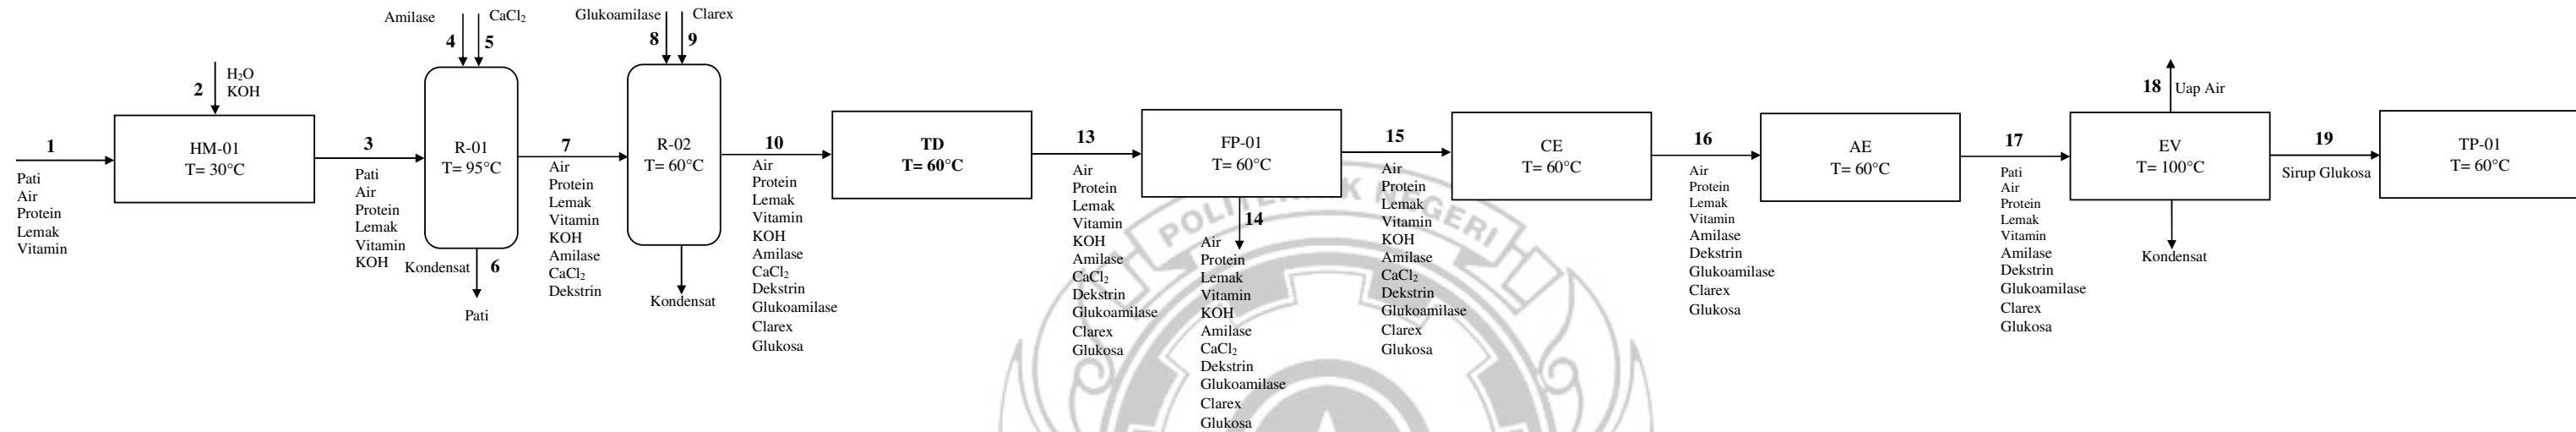 1
Pati
Air
Protein
Lemak
Vitamin
2
H₂O
KOH
HM-01
T= 30°C
3
Pati
Air
Protein
Lemak
Vitamin
KOH
Amilase
CaCl₂
4
5
R-01
T= 95°C
Kondensat
6
Pati
7
Air
Protein
Lemak
Vitamin
KOH
Amilase
CaCl₂
Dekstrin
Glukoamilase
Clarex
8
9
R-02
T= 60°C
Kondensat
10
Air
Protein
Lemak
Vitamin
KOH
Amilase
CaCl₂
Dekstrin
Glukoamilase
Clarex
Glukosa
TD
T= 60°C
13
Air
Protein
Lemak
Vitamin
KOH
Amilase
CaCl₂
Dekstrin
Glukoamilase
Clarex
Glukosa
FP-01
T= 60°C
14
Air
Protein
Lemak
Vitamin
KOH
Amilase
CaCl₂
Dekstrin
Glukoamilase
Clarex
Glukosa
15
Air
Protein
Lemak
Vitamin
KOH
Amilase
CaCl₂
Dekstrin
Glukoamilase
Clarex
Glukosa
CE
T= 60°C
16
Air
Protein
Lemak
Vitamin
Amilase
Dekstrin
Glukoamilase
Clarex
Glukosa
AE
T= 60°C
17
Pati
Air
Protein
Lemak
Vitamin
Amilase
Dekstrin
Glukoamilase
Clarex
Glukosa
18
Uap Air
EV
T= 100°C
Kondensat
19
Sirup Glukosa
TP-01
T= 60°C